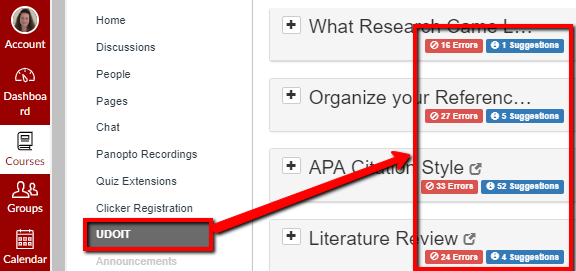 Account
Dashboa
rd
Courses
Groups
Calendar
Home
Discussions
People
Pages
Chat
Panopto Recordings
Quiz Extensions
Clicker Registration
UDOIT
Announcements
What Research Game L...
16 Errors 1 Suggestions
Organize your Referenc...
27 Errors 5 Suggestions
APA Citation Style
33 Errors 52 Suggestions
Literature Review
24 Errors 4 Suggestions